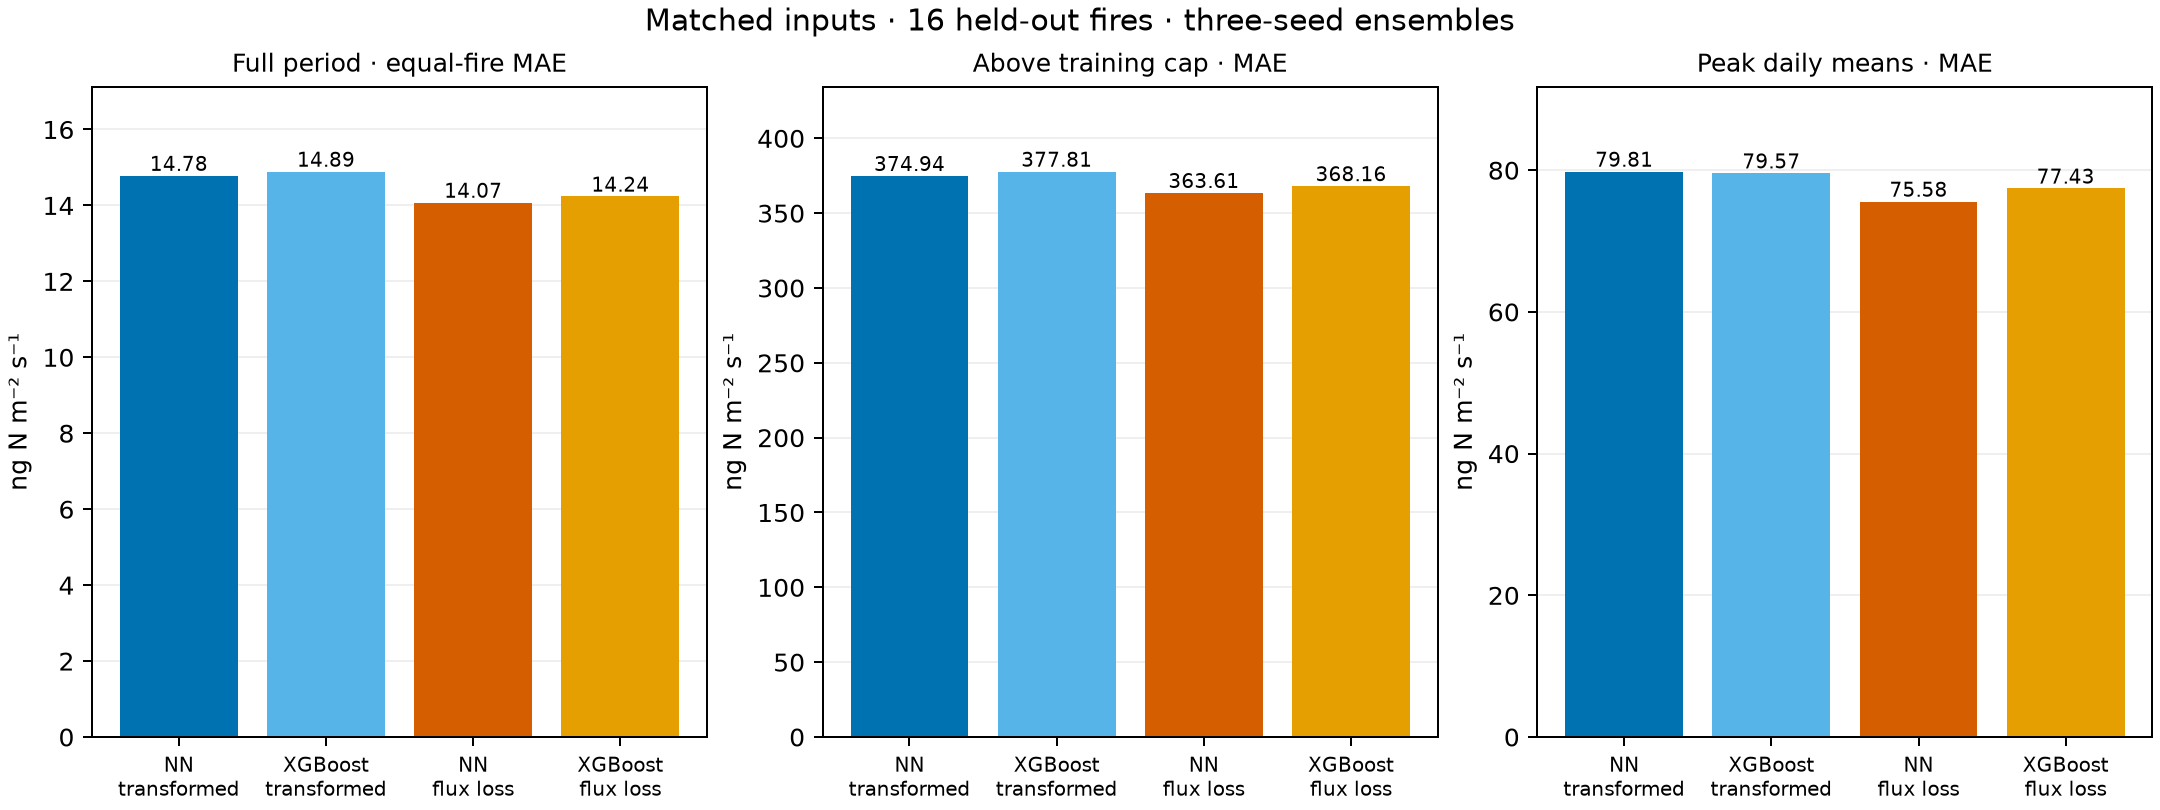 Matched inputs · 16 held-out fires · three-seed ensembles
Full period · equal-fire MAE
ng N m⁻² s⁻¹
16
14
12
10
8
6
4
2
0
14.78
14.89
14.07
14.24
NN
transformed
XGBoost
transformed
NN
flux loss
XGBoost
flux loss
Above training cap · MAE
ng N m⁻² s⁻¹
400
350
300
250
200
150
100
50
0
374.94
377.81
363.61
368.16
NN
transformed
XGBoost
transformed
NN
flux loss
XGBoost
flux loss
Peak daily means · MAE
ng N m⁻² s⁻¹
80
60
40
20
0
79.81
79.57
75.58
77.43
NN
transformed
XGBoost
transformed
NN
flux loss
XGBoost
flux loss